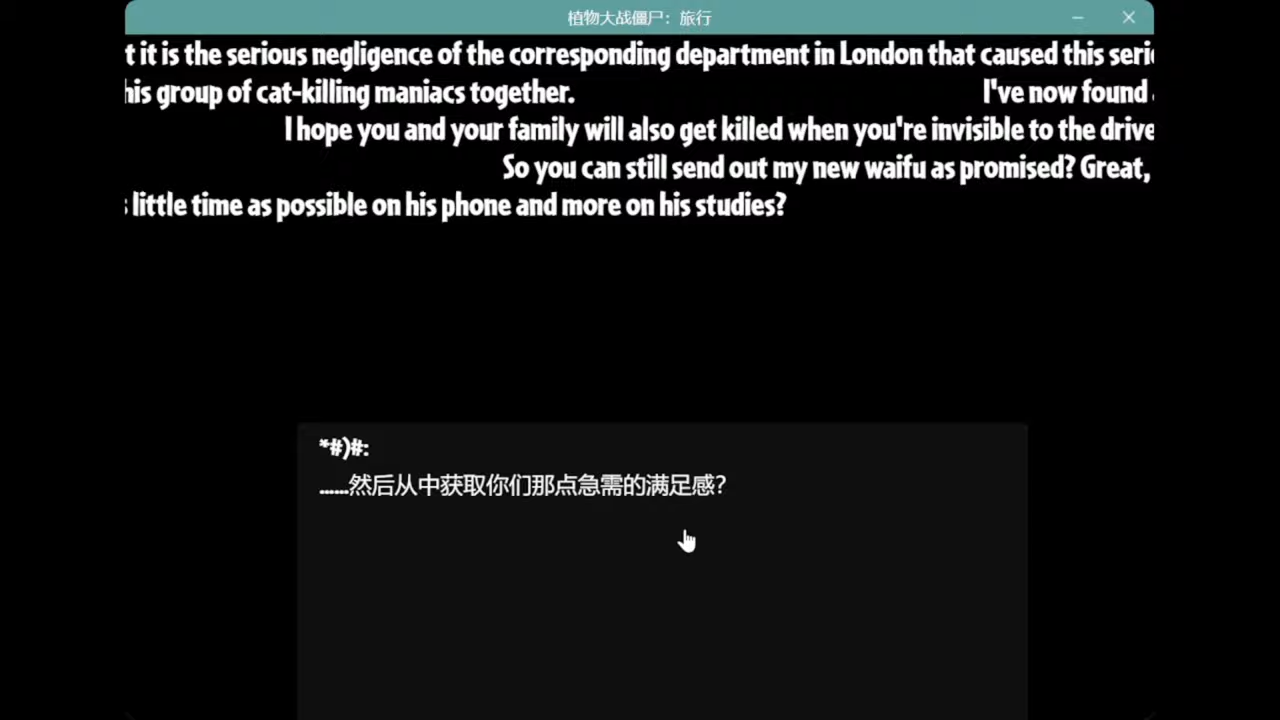 植物大战僵尸：旅行
t it is the serious negligence of the corresponding department in London that caused this seri
his group of cat-killing maniacs together. I've now found
I hope you and your family will also get killed when you're invisible to the drive
So you can still send out my new waifu as promised? Great,
little time as possible on his phone and more on his studies?
*#)#:
......然后从中获取你们那点急需的满足感?